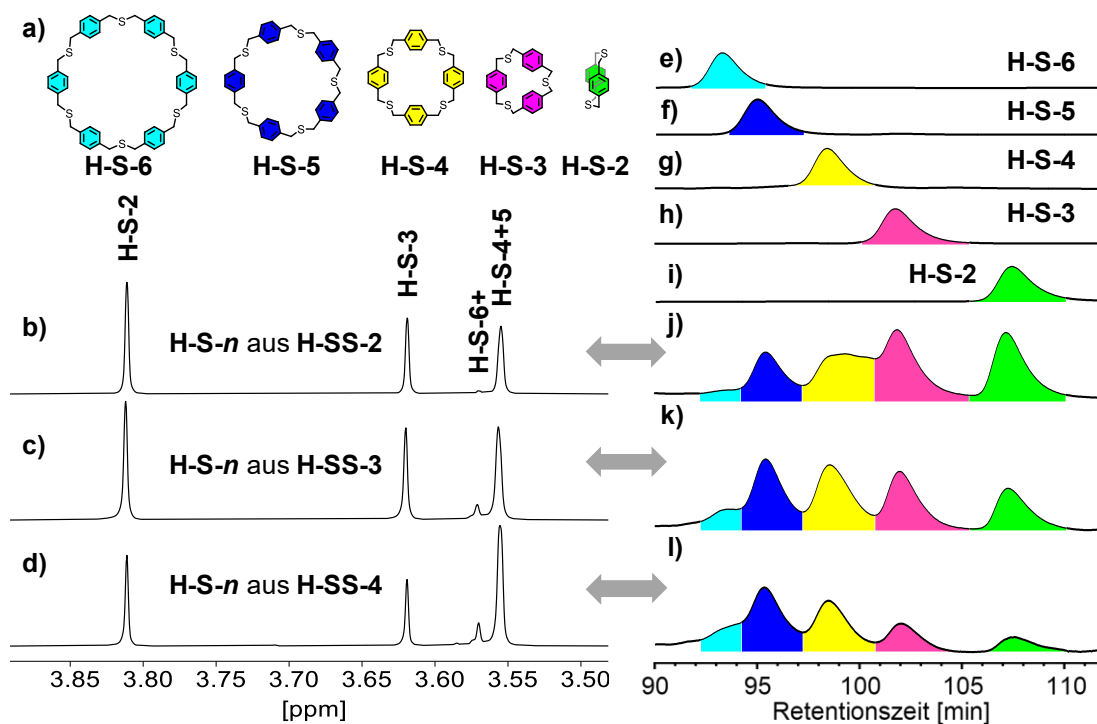 a)
S
S
S
S
S
S
H-S-6
S
S
S
S
S
H-S-5
S
S
S
S
H-S-4
S
S
S
H-S-3
S
S
H-S-2
H-S-2
H-S-3
H-S-6+
H-S-4+5
b)
H-S-n aus H-SS-2
c)
H-S-n aus H-SS-3
d)
H-S-n aus H-SS-4
3.85 3.80 3.75 3.70 3.65 3.60 3.55 3.50
[ppm]
e)
H-S-6
f)
H-S-5
g)
H-S-4
h)
H-S-3
i)
H-S-2
j)
k)
l)
90 95 100 105 110
Retentionszeit [min]